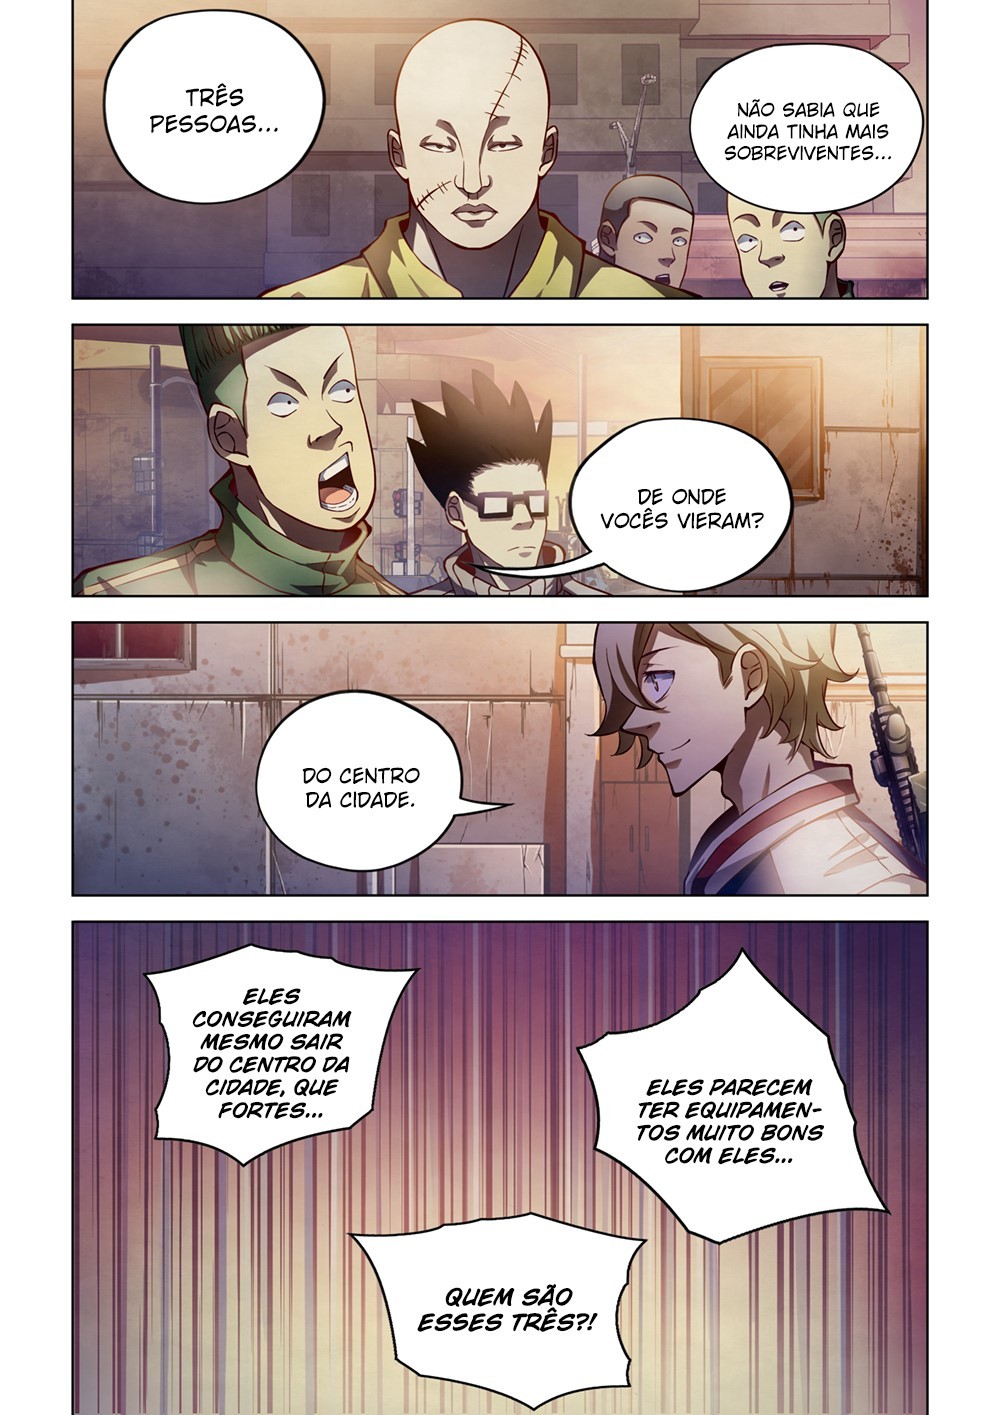 TRÊS
PESSOAS...
NÃO SABIA QUE
AINDA TINHA MAIS
SOBREVIVENTES...
DE ONDE
VOCÊS VIERAM?
DO CENTRO
DA CIDADE.
ELES
CONSEGUIRAM
MESMO SAIR
DO CENTRO DA
CIDADE, QUE
FORTES...
ELES PARECEM
TER EQUIPAMEN-
TOS MUITO BONS
COM ELES...
QUEM SÃO
ESSES TRÊS?!